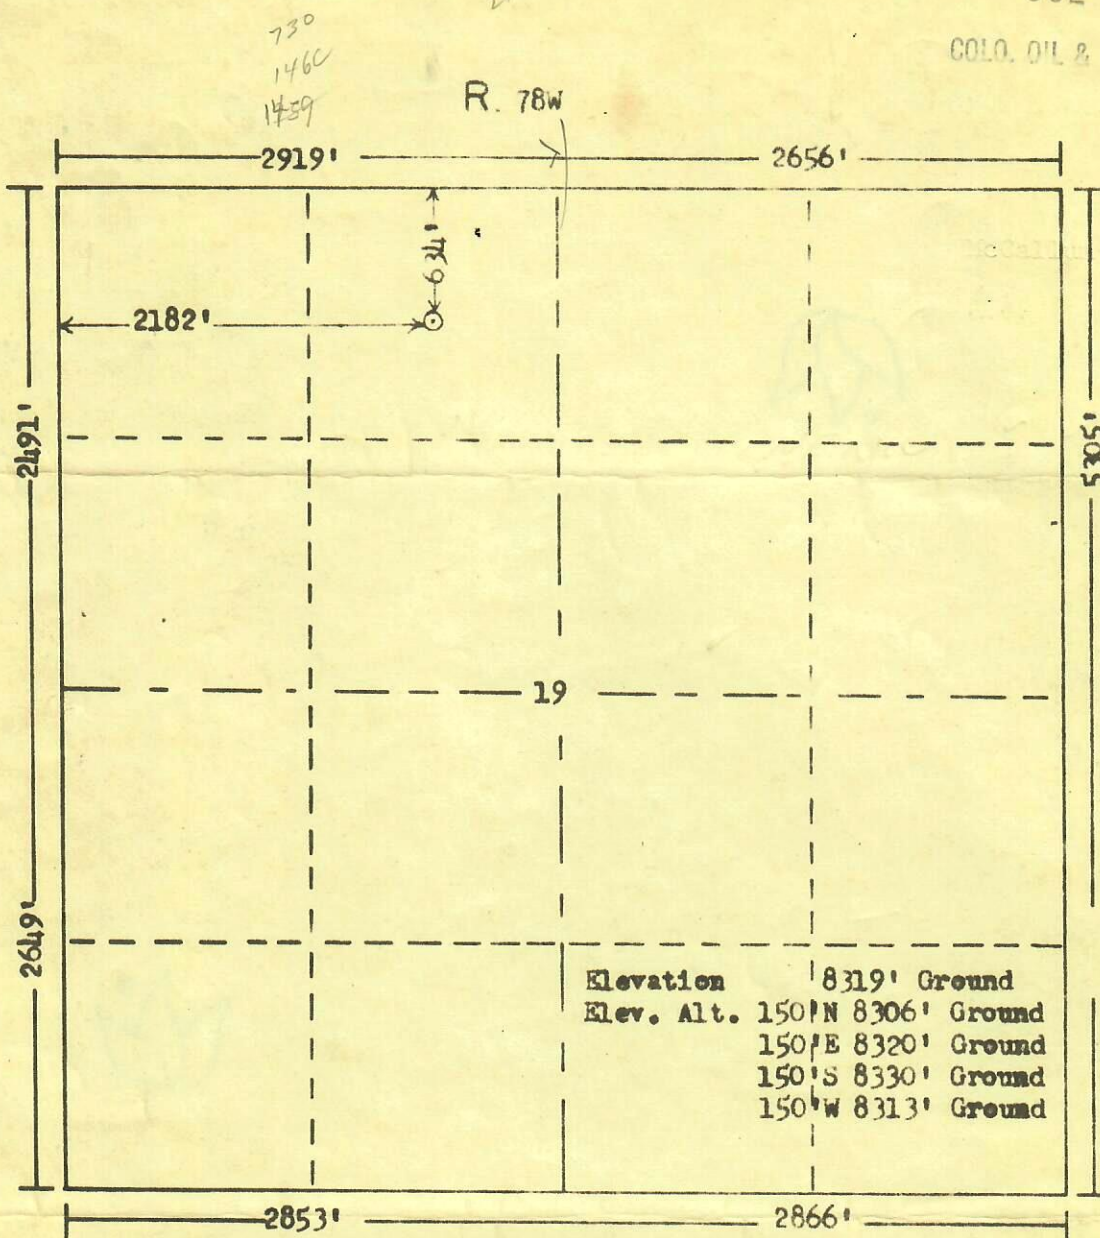 730
1460
1459
COLO. OIL &
R. 78W
2919'
2656'
634'
2182'
2491'
5305'
19
2649'
Elevation 8319' Ground
Elev. Alt. 150'N 8306' Ground
150'E 8320' Ground
150'S 8330' Ground
150'W 8313' Ground
2853'
2866'